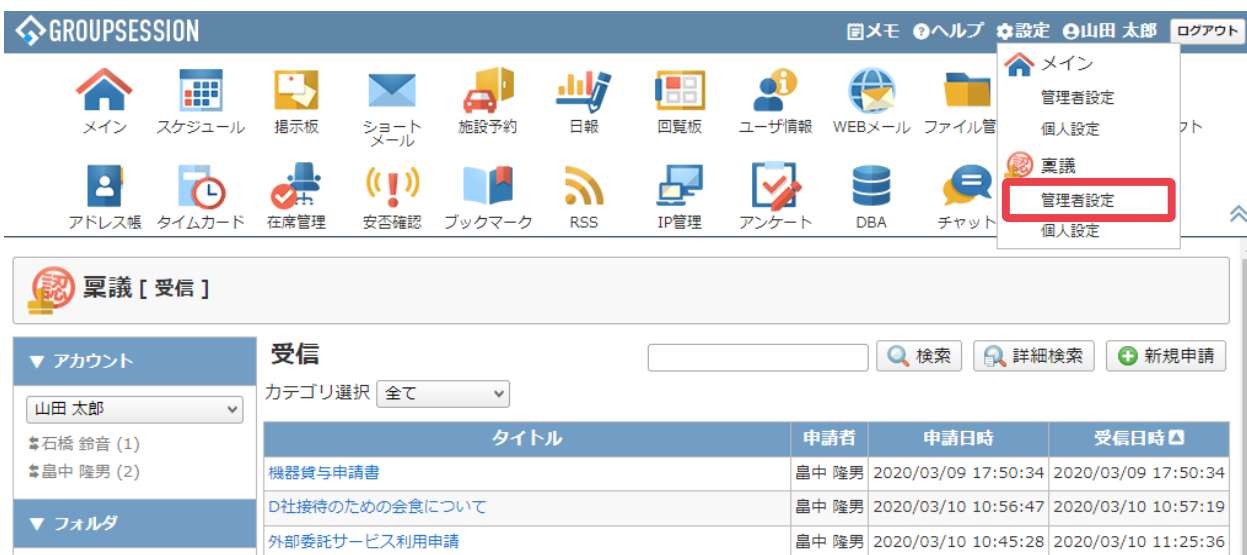 GROUPSESSION
メモ ヘルプ 設定 山田 太郎 ログアウト
メイン
管理者設定
個人設定
稟議
管理者設定
個人設定
メイン スケジュール 掲示板 ショートメール 施設予約 日報 回覧板 ユーザ情報 WEBメール ファイル管
アドレス帳 タイムカード 在席管理 安否確認 ブックマーク RSS IP管理 アンケート DBA チャット
稟議 [ 受信 ]
▼ アカウント
山田 太郎
石橋 鈴音 (1)
畠中 隆男 (2)
▼ フォルダ
受信
検索 詳細検索 新規申請
カテゴリ選択 全て
タイトル 申請者 申請日時 受信日時
機器貸与申請書 畠中 隆男 2020/03/09 17:50:34 2020/03/09 17:50:34
D社接待のための会食について 畠中 隆男 2020/03/10 10:56:47 2020/03/10 10:57:19
外部委託サービス利用申請 畠中 隆男 2020/03/10 10:45:28 2020/03/10 11:25:36